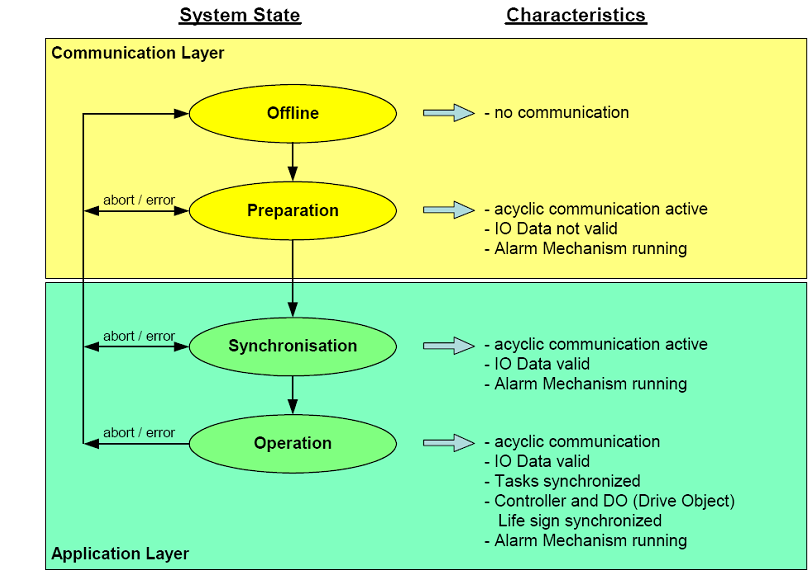 System State
Characteristics
Communication Layer
Offline
- no communication
abort / error
Preparation
- acyclic communication active
- IO Data not valid
- Alarm Mechanism running
abort / error
Synchronisation
- acyclic communication active
- IO Data valid
- Alarm Mechanism running
abort / error
Operation
- acyclic communication
- IO Data valid
- Tasks synchronized
- Controller and DO (Drive Object)
Life sign synchronized
- Alarm Mechanism running
Application Layer